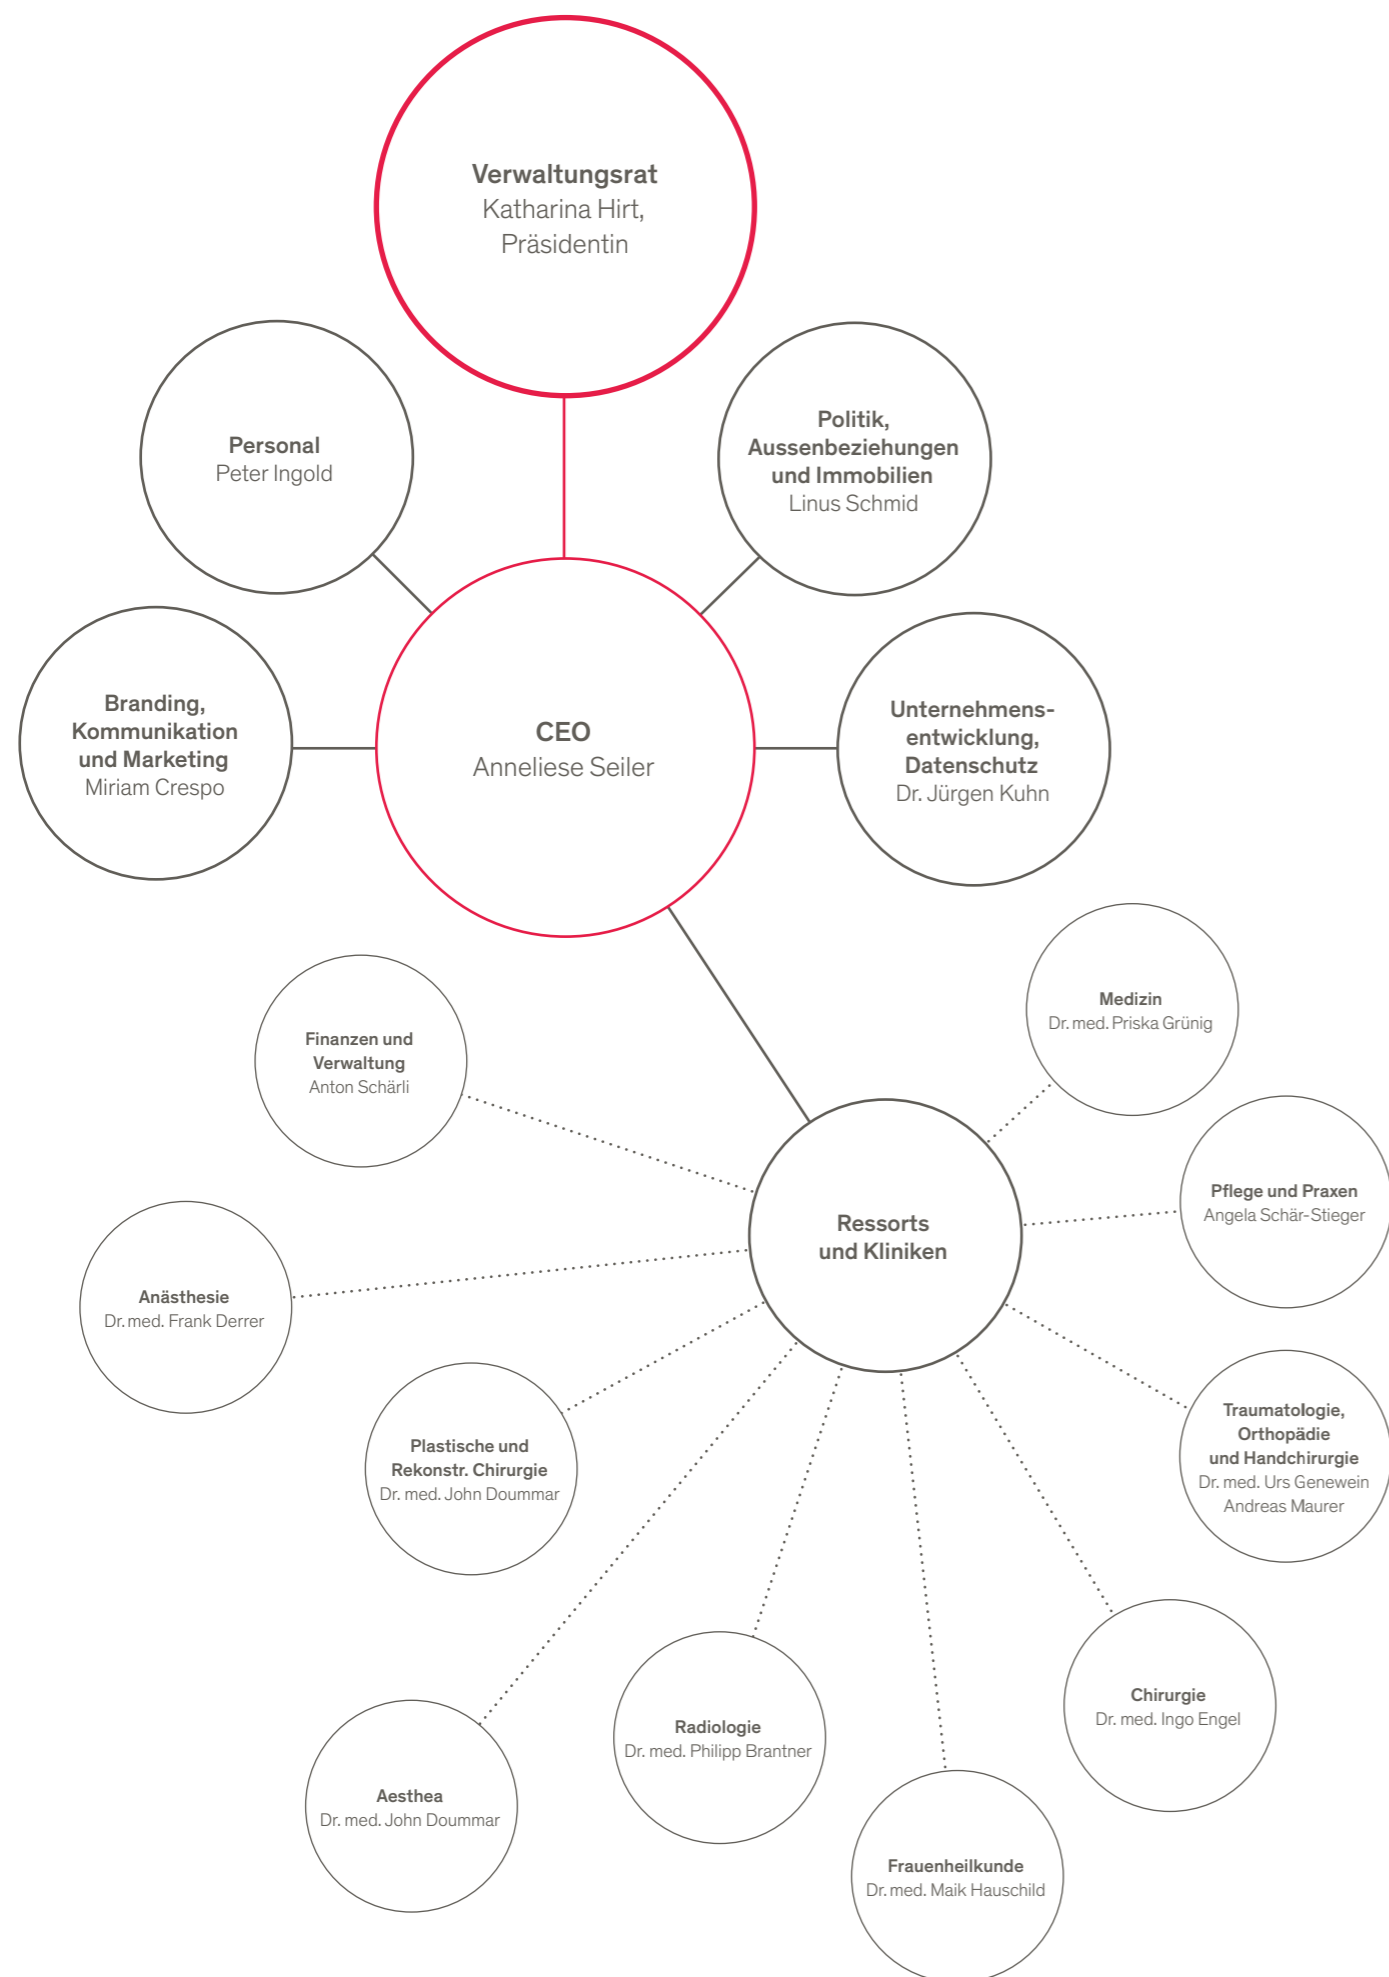 Verwaltungsrat
Katharina Hirt,
Präsidentin
Personal
Peter Ingold
Politik,
Aussenbeziehungen
und Immobilien
Linus Schmid
Branding,
Kommunikation
und Marketing
Miriam Crespo
CEO
Anneliese Seiler
Unternehmens-
entwicklung,
Datenschutz
Dr. Jürgen Kuhn
Finanzen und
Verwaltung
Anton Schärli
Medizin
Dr. med. Priska Grünig
Ressorts
und Kliniken
Pflege und Praxen
Angela Schär-Stieger
Anästhesie
Dr. med. Frank Derrer
Plastische und
Rekonstr. Chirurgie
Dr. med. John Doummar
Traumatologie,
Orthopädie
und Handchirurgie
Dr. med. Urs Genewein
Andreas Maurer
Chirurgie
Dr. med. Ingo Engel
Radiologie
Dr. med. Philipp Brantner
Aesthea
Dr. med. John Doummar
Frauenheilkunde
Dr. med. Maik Hauschild